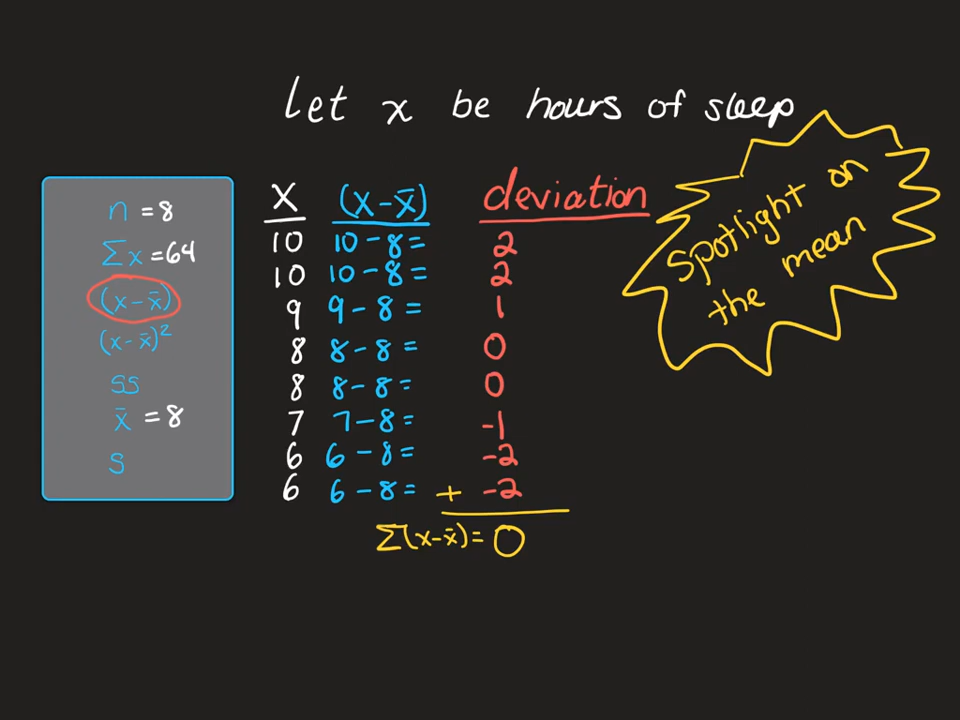 Let x be hours of sleep
n = 8
Σx = 64
(x - x̄)
(x - x̄)²
SS
x̄ = 8
S
X (X - X̄) deviation
10 10 - 8 = 2
10 10 - 8 = 2
9 9 - 8 = 1
8 8 - 8 = 0
8 8 - 8 = 0
7 7 - 8 = -1
6 6 - 8 = -2
6 6 - 8 = + -2
Σ(x - x̄) = 0
Spotlight on
the mean